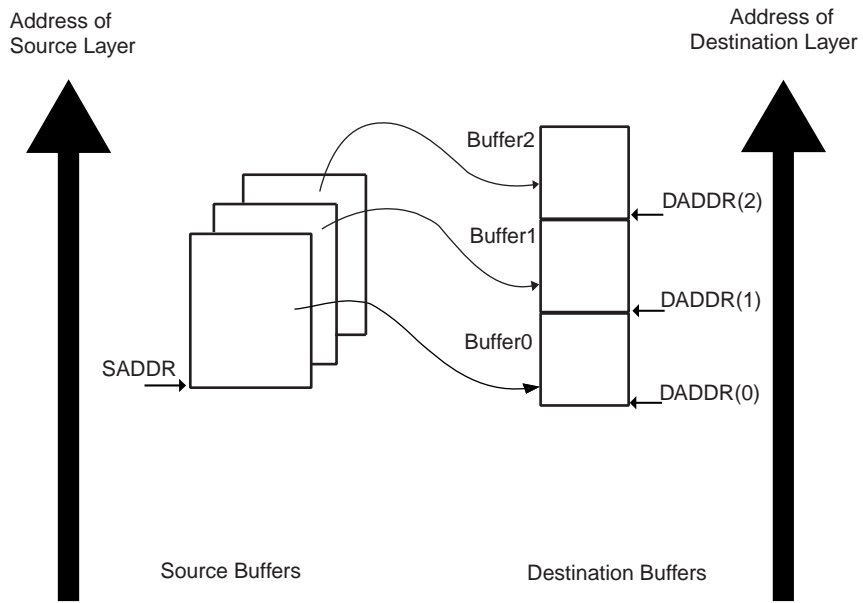 Address of
Source Layer
Address of
Destination Layer
Buffer2
DADDR(2)
Buffer1
DADDR(1)
Buffer0
SADDR
DADDR(0)
Source Buffers
Destination Buffers